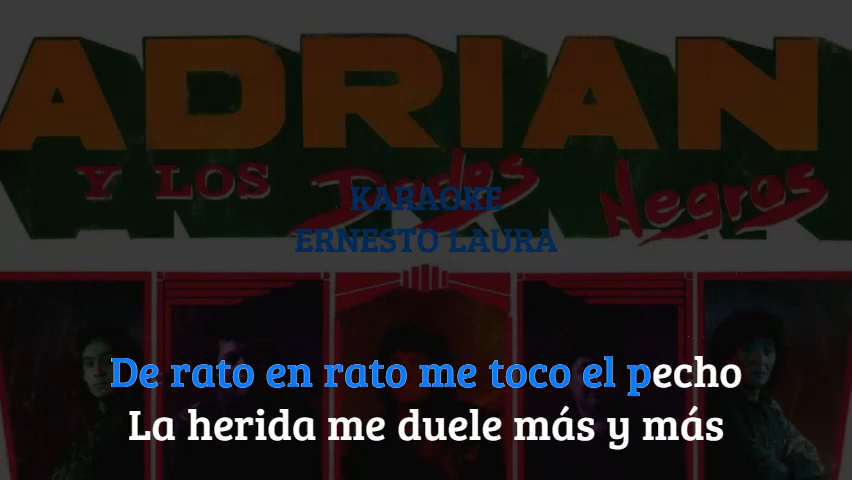 ADRIAN
Y LOS Dados Negros
KARAOKE
ERNESTO LAURA
De rato en rato me toco el pecho
La herida me duele más y más